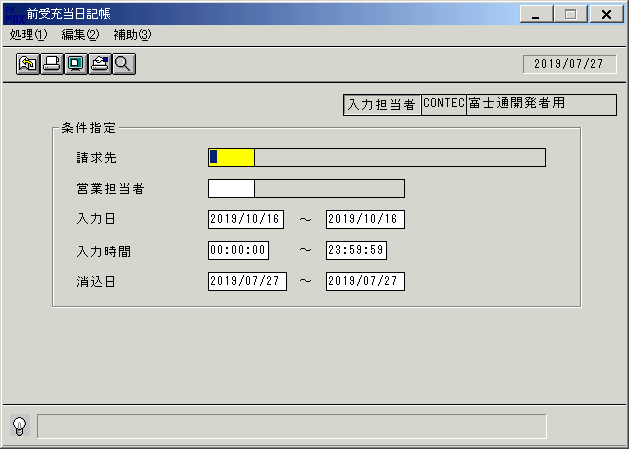 前受充当日記帳
処理(1) 編集(2) 補助(3)
2019/07/27
入力担当者 CONTEC 富士通開発者用
条件指定
請求先
営業担当者
入力日 2019/10/16 ～ 2019/10/16
入力時間 00:00:00 ～ 23:59:59
消込日 2019/07/27 ～ 2019/07/27